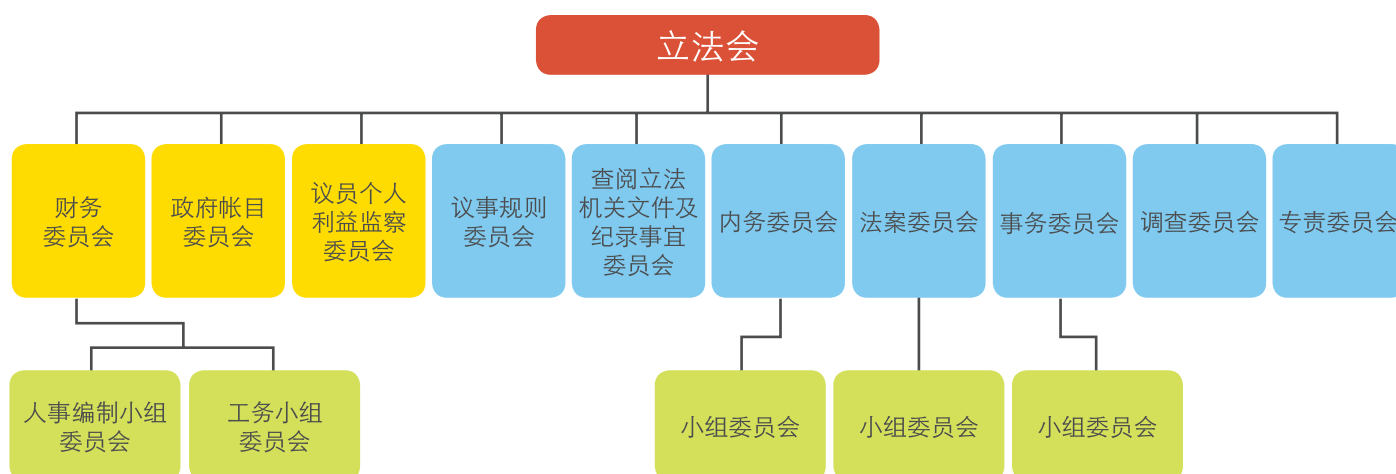 立法会
财务
委员会
政府帐目
委员会
议员个人
利益监察
委员会
议事规则
委员会
查阅立法
机关文件及
纪录事宜
委员会
内务委员会
法案委员会
事务委员会
调查委员会
专责委员会
人事编制小组
委员会
工务小组
委员会
小组委员会
小组委员会
小组委员会